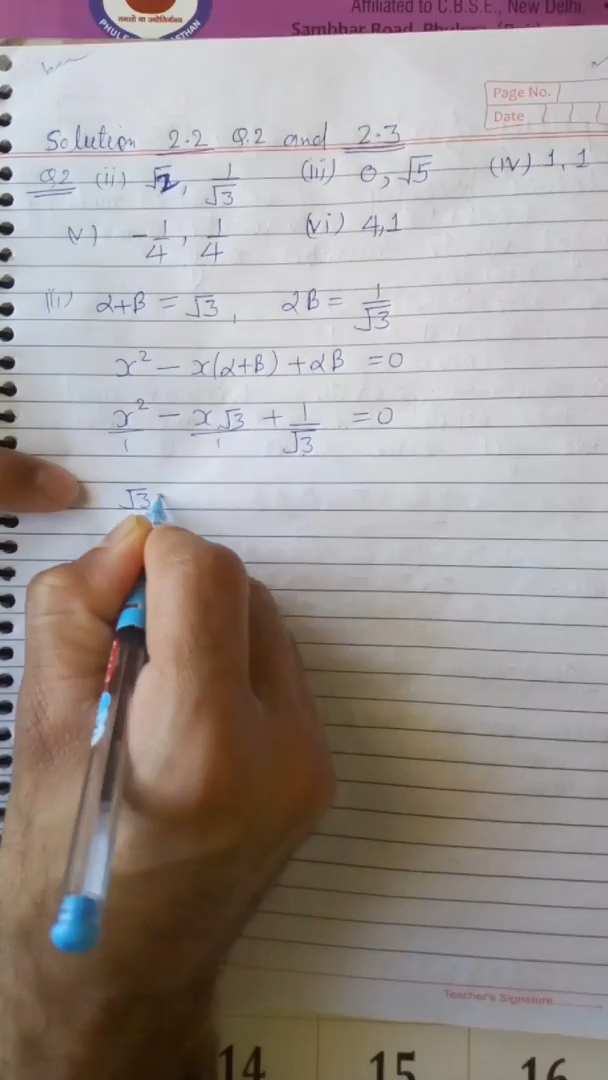 Affiliated to C.B.S.E., New Delhi.
Sambhar Road,
तमसो मा ज्योतिर्गमय
Page No.
Date
Solution 2.2 Q.2 and 2.3
Q2 (ii) √2, 1/√3 (iii) 0, √5 (iv) 1, 1
v) -1/4, 1/4 (vi) 4,1
(ii) α+β = √3, αβ = 1/√3
x² - x(α+β) + αβ = 0
x²/1 - x√3/1 + 1/√3 = 0
√3
Teacher's Signature
14 15 16